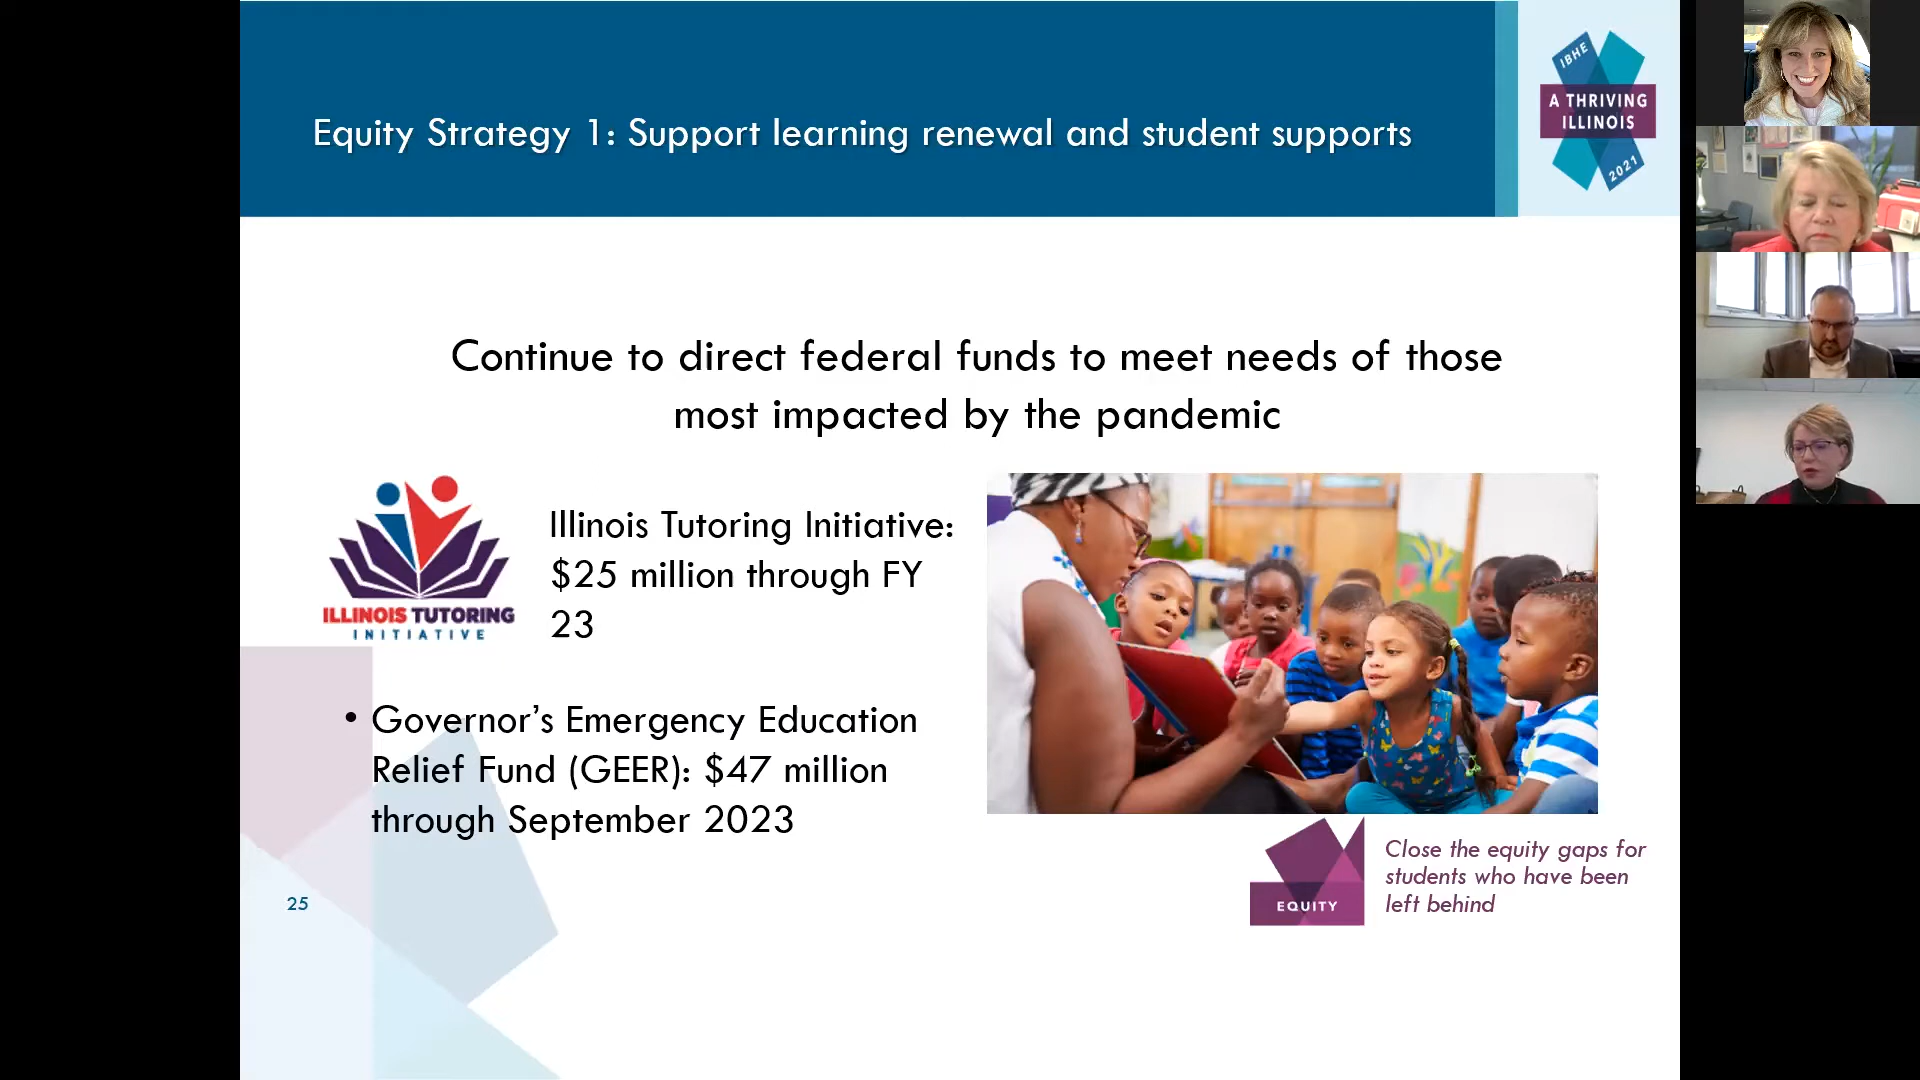 Equity Strategy 1: Support learning renewal and student supports
IBHE
A THRIVING
ILLINOIS
2021
Continue to direct federal funds to meet needs of those
most impacted by the pandemic
ILLINOIS TUTORING
INITIATIVE
Illinois Tutoring Initiative:
$25 million through FY
23
• Governor’s Emergency Education
Relief Fund (GEER): $47 million
through September 2023
EQUITY
Close the equity gaps for
students who have been
left behind
25